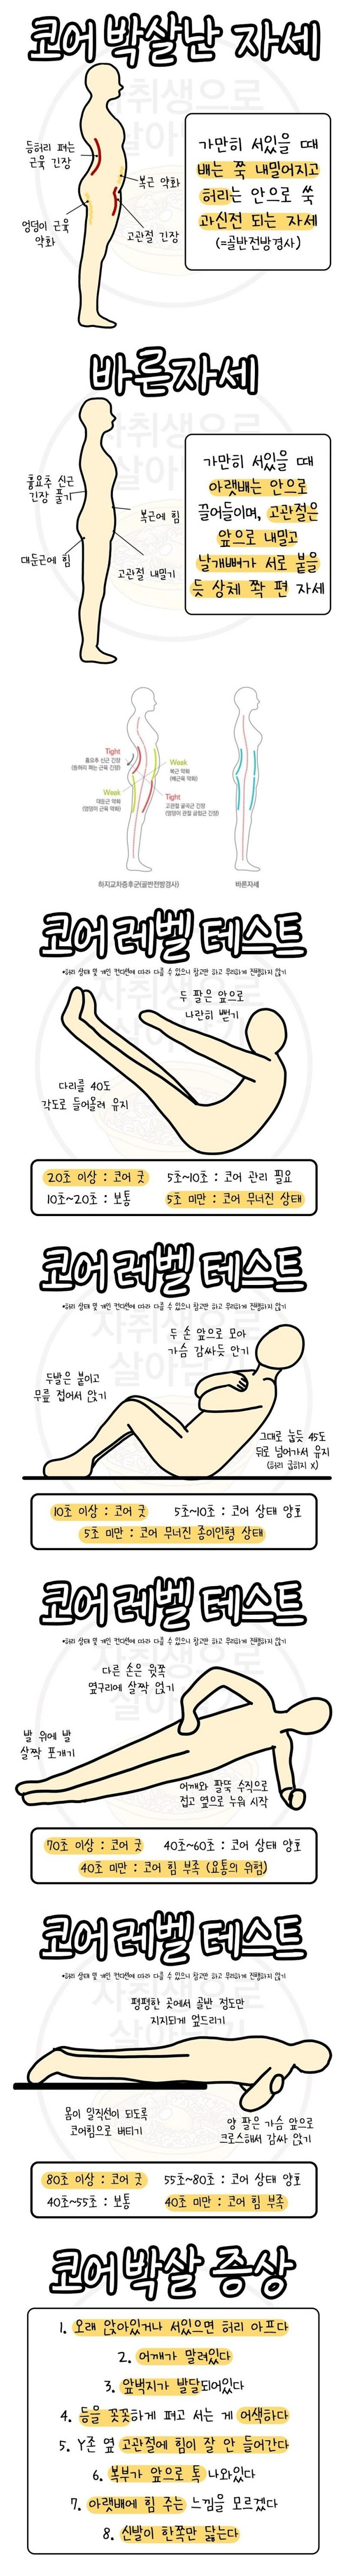 코어 박살난 자세
등허리 펴는
근육 긴장
복근 약화
엉덩이 근육
약화
고관절 긴장
가만히 서있을 때
배는 쭉 내밀어지고
허리는 안으로 쑥
과신전 되는 자세
(=골반전방경사)
바른자세
흉요추 신근
긴장 풀기
복근에 힘
대둔근에 힘
고관절 내밀기
가만히 서있을 때
아랫배는 안으로
끌어들이며, 고관절은
앞으로 내밀고
날개뼈가 서로 붙을
듯 상체 쫙 편 자세
Tight
흉요추 신근 긴장
(등허리 펴는 근육 긴장)
Weak
복근 약화
(배근육 약화)
Weak
대둔근 약화
(엉덩이 근육 약화)
Tight
고관절 굴곡근 긴장
(엉덩이 관절 굽힘근 긴장)
하지교차증후군(골반전방경사)
바른자세
코어 레벨 테스트
*허리 상태 및 개인 컨디션에 따라 다를 수 있으니 참고만 하고 무리하게 진행하지 않기
두 팔은 앞으로
나란히 뻗기
다리를 40도
각도로 들어올려 유지
20초 이상 : 코어 굿
5초~10초 : 코어 관리 필요
10초~20초 : 보통
5초 미만 : 코어 무너진 상태
코어 레벨 테스트
*허리 상태 및 개인 컨디션에 따라 다를 수 있으니 참고만 하고 무리하게 진행하지 않기
두 손 앞으로 모아
가슴 감싸듯 안기
두발은 붙이고
무릎 접어서 앉기
그대로 눕듯 45도
뒤로 넘어가서 유지
(허리 굽히지 X)
10초 이상 : 코어 굿
5초~10초 : 코어 상태 양호
5초 미만 : 코어 무너진 종이인형 상태
코어 레벨 테스트
*허리 상태 및 개인 컨디션에 따라 다를 수 있으니 참고만 하고 무리하게 진행하지 않기
다른 손은 윗쪽
옆구리에 살짝 얹기
발 위에 발
살짝 포개기
어깨와 팔뚝 수직으로
접고 옆으로 누워 시작
70초 이상 : 코어 굿
40초~60초 : 코어 상태 양호
40초 미만 : 코어 힘 부족 (요통의 위험)
코어 레벨 테스트
*허리 상태 및 개인 컨디션에 따라 다를 수 있으니 참고만 하고 무리하게 진행하지 않기
평평한 곳에서 골반 정도만
지지되게 엎드리기
몸이 일직선이 되도록
코어힘으로 버티기
양 팔은 가슴 앞으로
크로스해서 감싸 안기
80초 이상 : 코어 굿
55초~80초 : 코어 상태 양호
40초~55초 : 보통
40초 미만 : 코어 힘 부족
코어 박살 증상
1. 오래 앉아있거나 서있으면 허리 아프다
2. 어깨가 말려있다
3. 앞벅지가 발달되어있다
4. 등을 꼿꼿하게 펴고 서는 게 어색하다
5. Y존 옆 고관절에 힘이 잘 안 들어간다
6. 복부가 앞으로 톡 나와있다
7. 아랫배에 힘 주는 느낌을 모르겠다
8. 신발이 한쪽만 닳는다